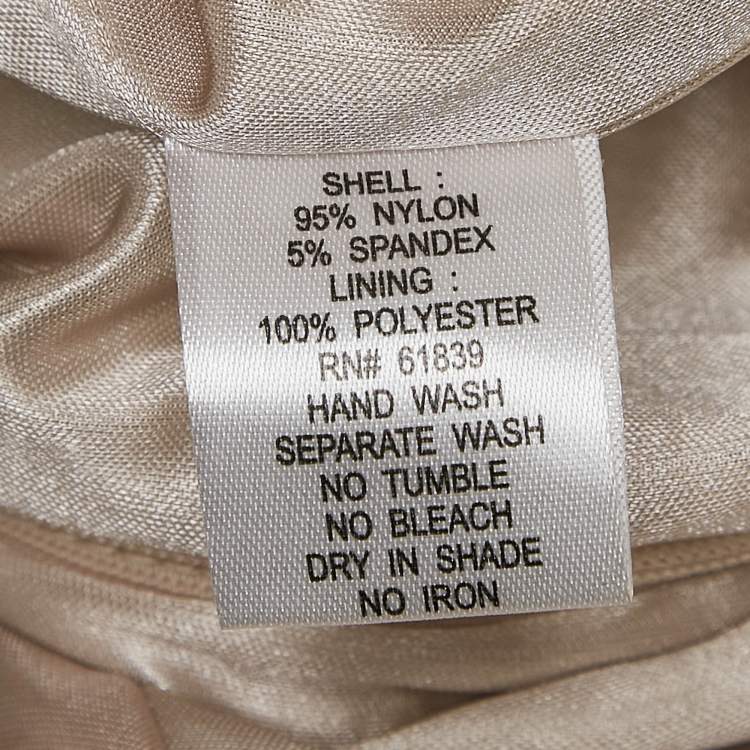 SHELL :
95% NYLON
5% SPANDEX
LINING :
100% POLYESTER
RN# 61839
HAND WASH
SEPARATE WASH
NO TUMBLE
NO BLEACH
DRY IN SHADE
NO IRON